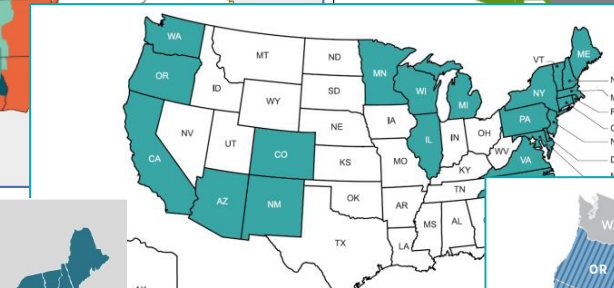 WA
MT
ND
MN
VT
ME
OR
ID
SD
WI
MI
NY
WY
IA
PA
NV
UT
NE
IL
IN
OH
CA
CO
KS
MO
WV
VA
KY
AZ
NM
OK
AR
TN
MS
AL
TX
LA
OR